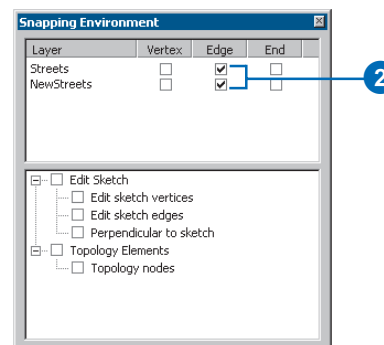 Snapping Environment
Layer Vertex Edge End
Streets
2
NewStreets
Edit Sketch
Edit sketch vertices
Edit sketch edges
Perpendicular to sketch
Topology Elements
Topology nodes